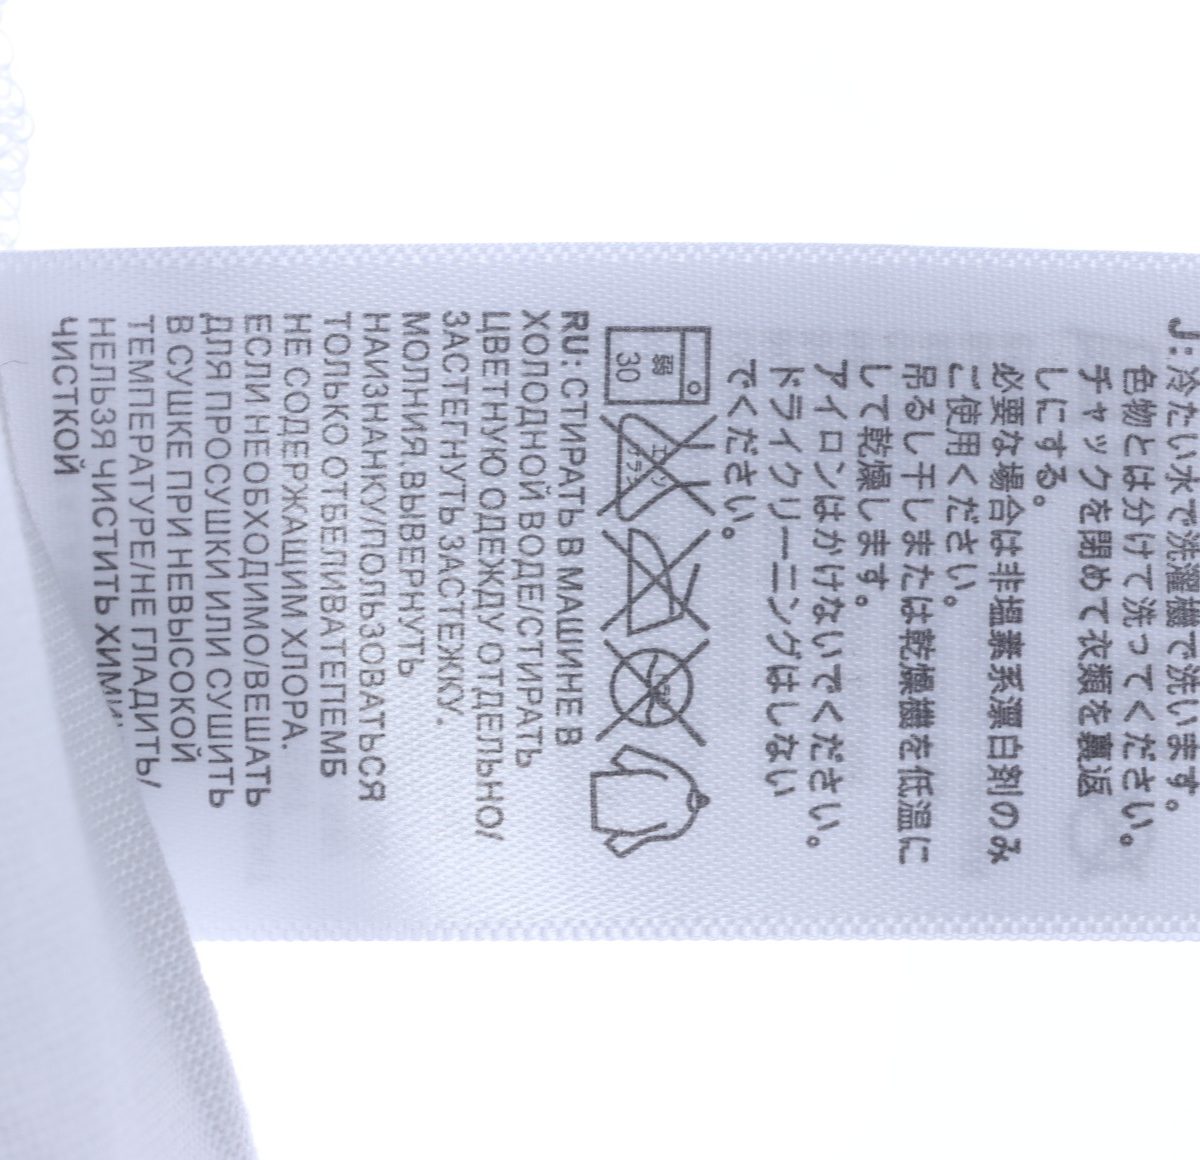 J:冷たい水で洗濯機で洗います。
色物とは分けて洗ってください。
チャックを閉めて衣類を裏返
しにする。
必要な場合は非塩素系漂白剤のみ
ご使用ください。
吊るし干しまたは乾燥機を低温に
して乾燥します。
アイロンはかけないでください。
ドライクリーニングはしない
でください。
弱
30
エンソ
サラシ
RU: СТИРАТЬ В МАШИНЕ В
ХОЛОДНОЙ ВОДЕ/СТИРАТЬ
ЦВЕТНУЮ ОДЕЖДУ ОТДЕЛЬНО/
ЗАСТЕГНУТЬ ЗАСТЕЖКУ.
МОЛНИЯ.ВЫВЕРНУТЬ
НАИЗНАНКУ/ПОЛЬЗОВАТЬСЯ
ТОЛЬКО ОТБЕЛИВАТЕПЕМБ
НЕ СОДЕРЖАЩИМ ХЛОРА.
ЕСЛИ НЕОБХОДИМО/ВЕШАТЬ
ДЛЯ ПРОСУШКИ ИЛИ СУШИТЬ
В СУШКЕ ПРИ НЕВЫСОКОЙ
ТЕМПЕРАТУРЕ/НЕ ГЛАДИТЬ/
НЕЛЬЗЯ ЧИСТИТЬ
ЧИСТКОЙ